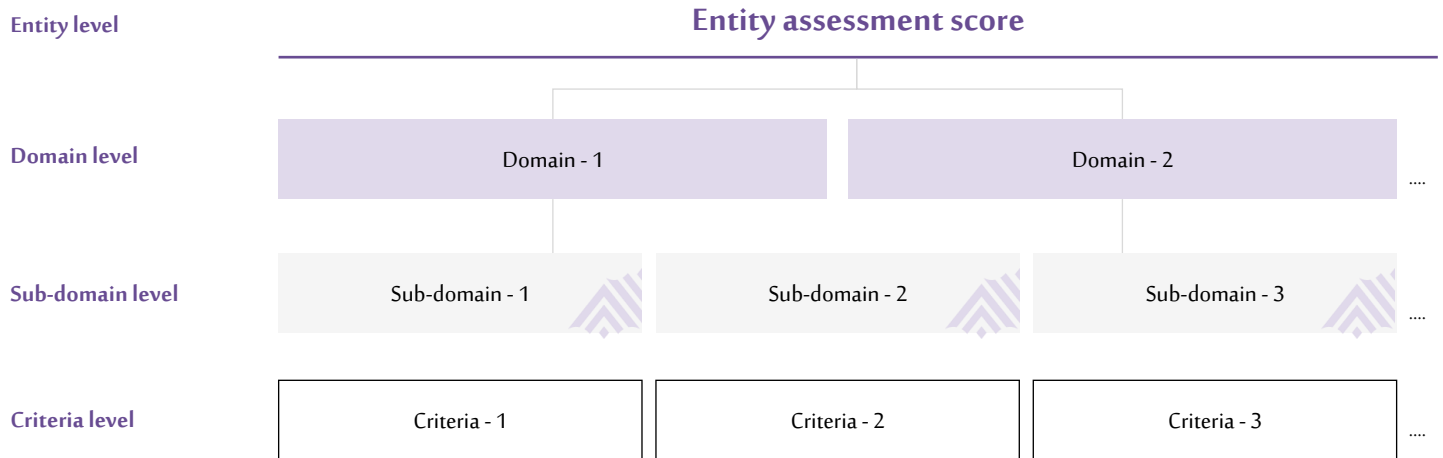 Entity level
Entity assessment score
Domain level
Domain - 1
Domain - 2
....
Sub-domain level
Sub-domain - 1
Sub-domain - 2
Sub-domain - 3
....
Criteria level
Criteria - 1
Criteria - 2
Criteria - 3
....